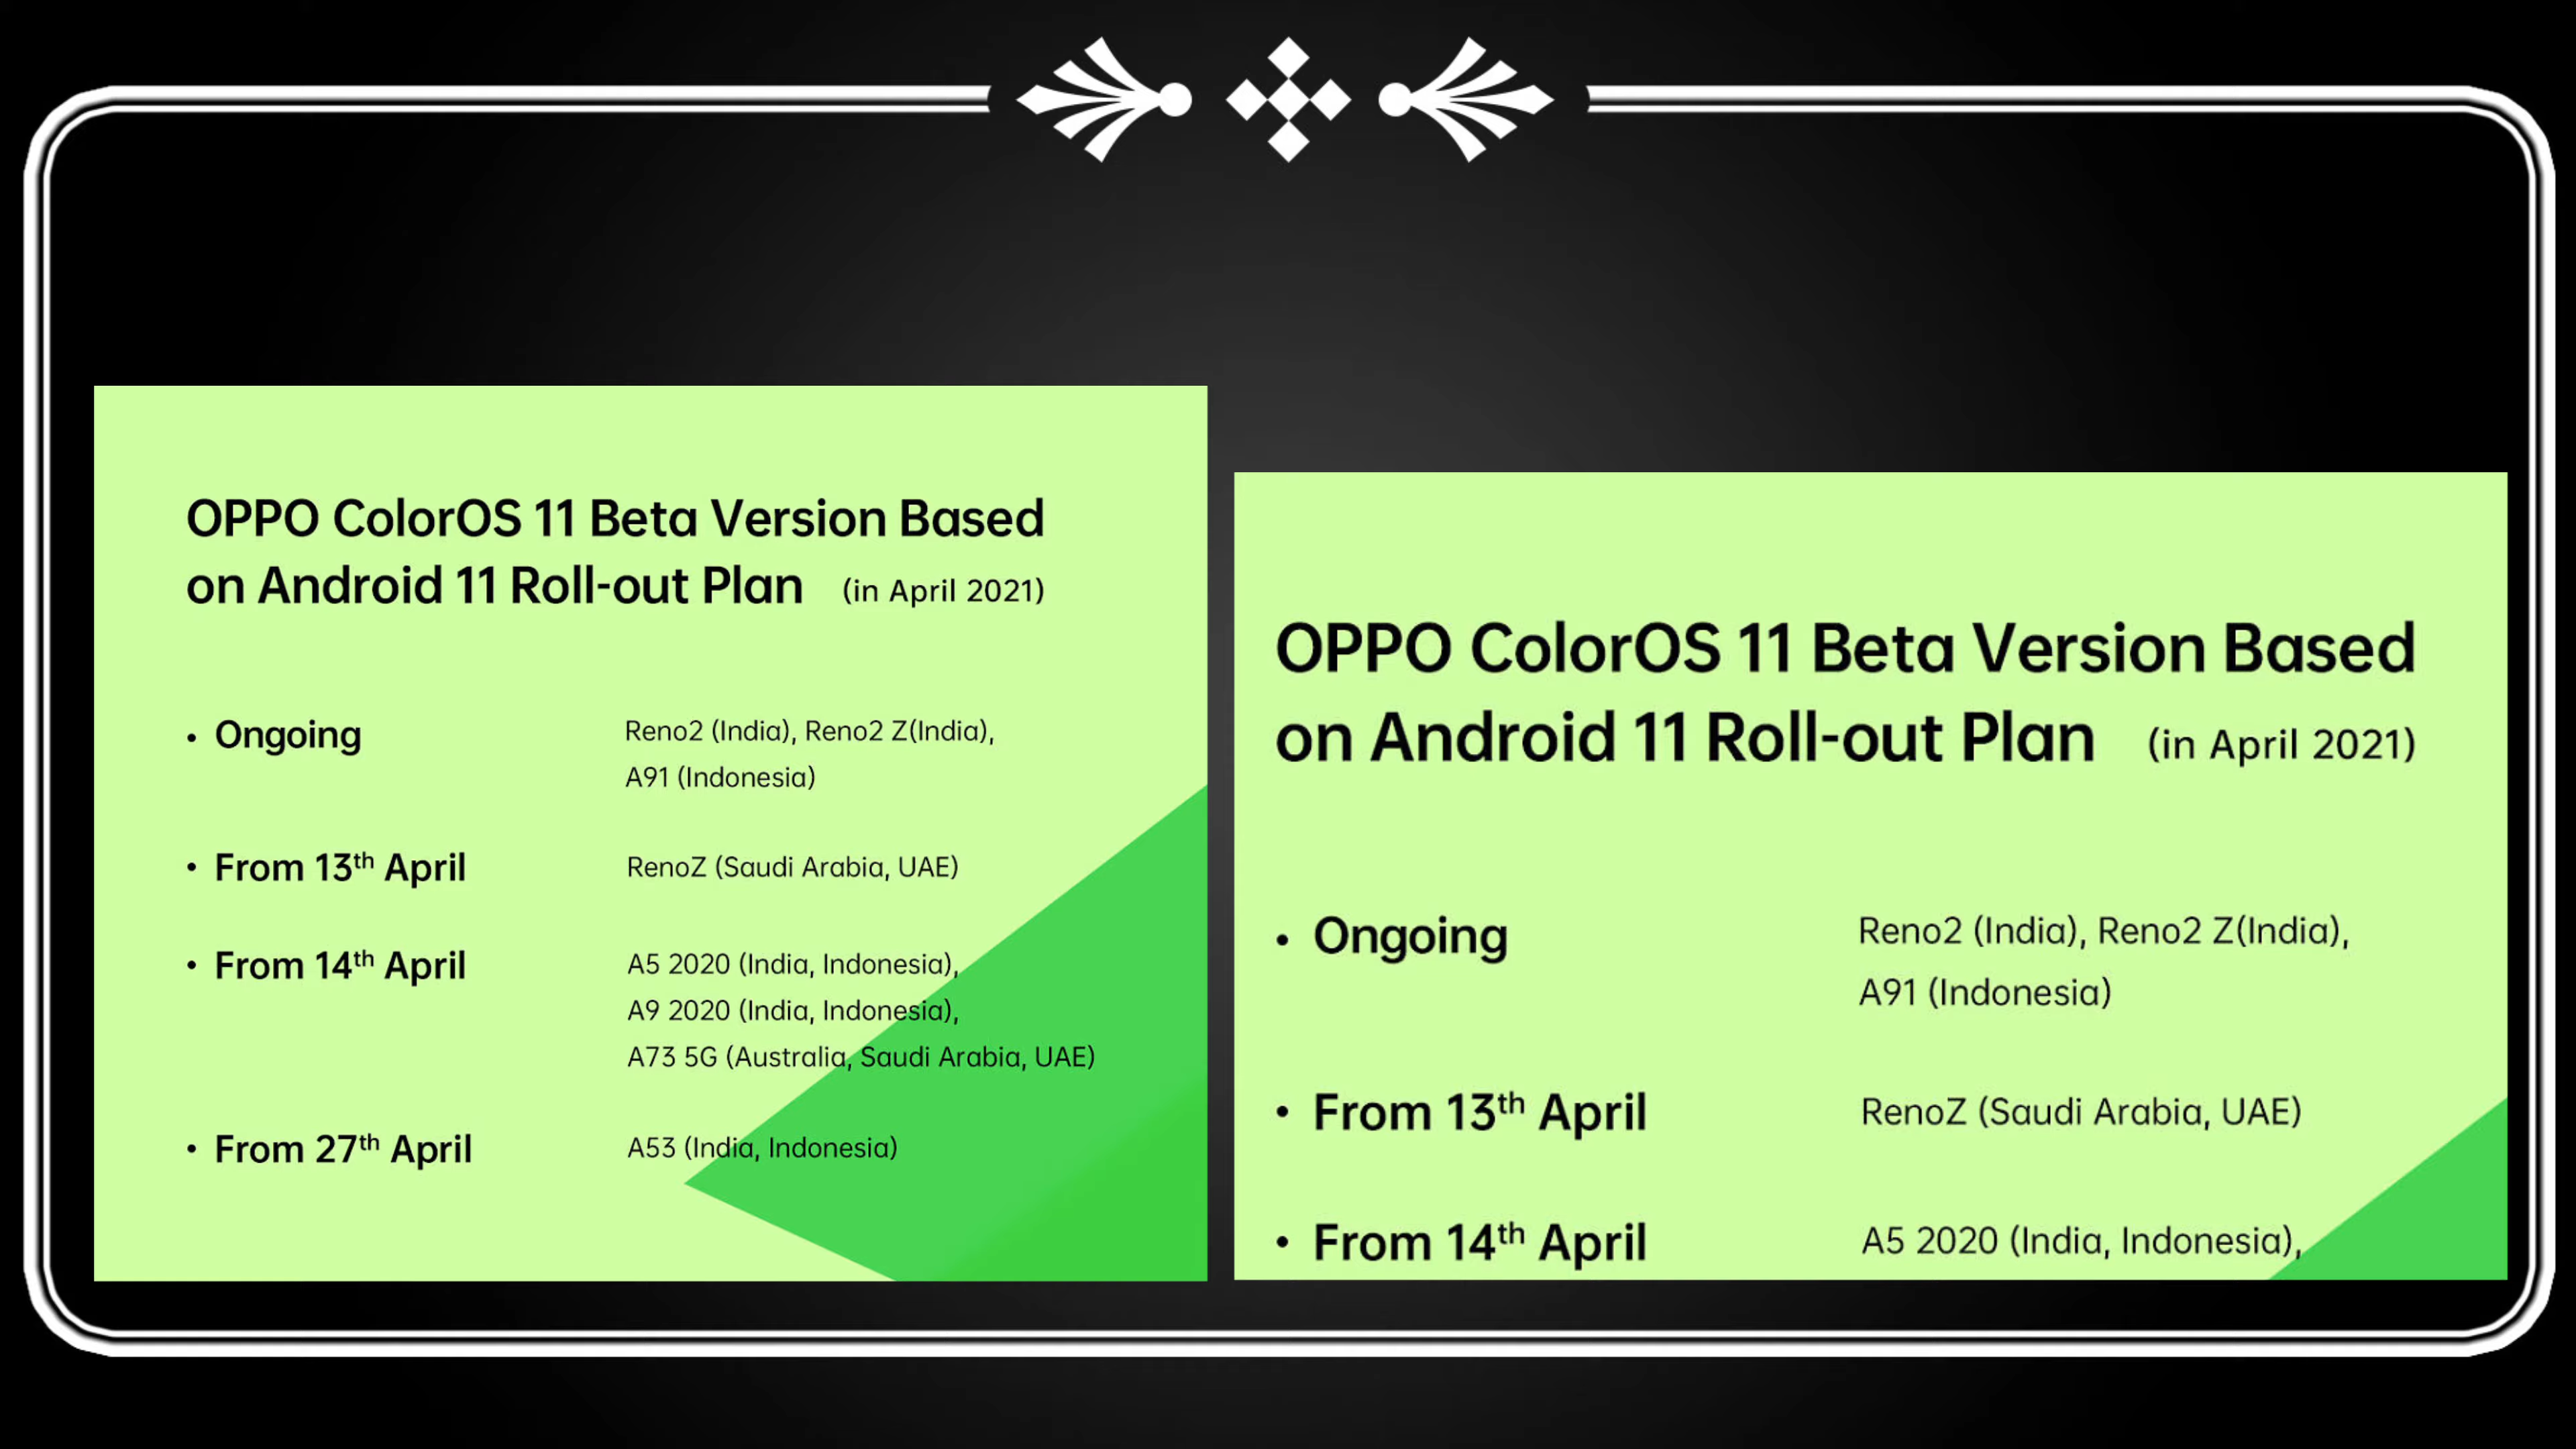 OPPO ColorOS 11 Beta Version Based
on Android 11 Roll-out Plan (in April 2021)
• Ongoing Reno2 (India), Reno2 Z(India),
A91 (Indonesia)
• From 13th April RenoZ (Saudi Arabia, UAE)
• From 14th April A5 2020 (India, Indonesia),
A9 2020 (India, Indonesia),
A73 5G (Australia, Saudi Arabia, UAE)
• From 27th April A53 (India, Indonesia)
OPPO ColorOS 11 Beta Version Based
on Android 11 Roll-out Plan (in April 2021)
• Ongoing Reno2 (India), Reno2 Z(India),
A91 (Indonesia)
• From 13th April RenoZ (Saudi Arabia, UAE)
• From 14th April A5 2020 (India, Indonesia),